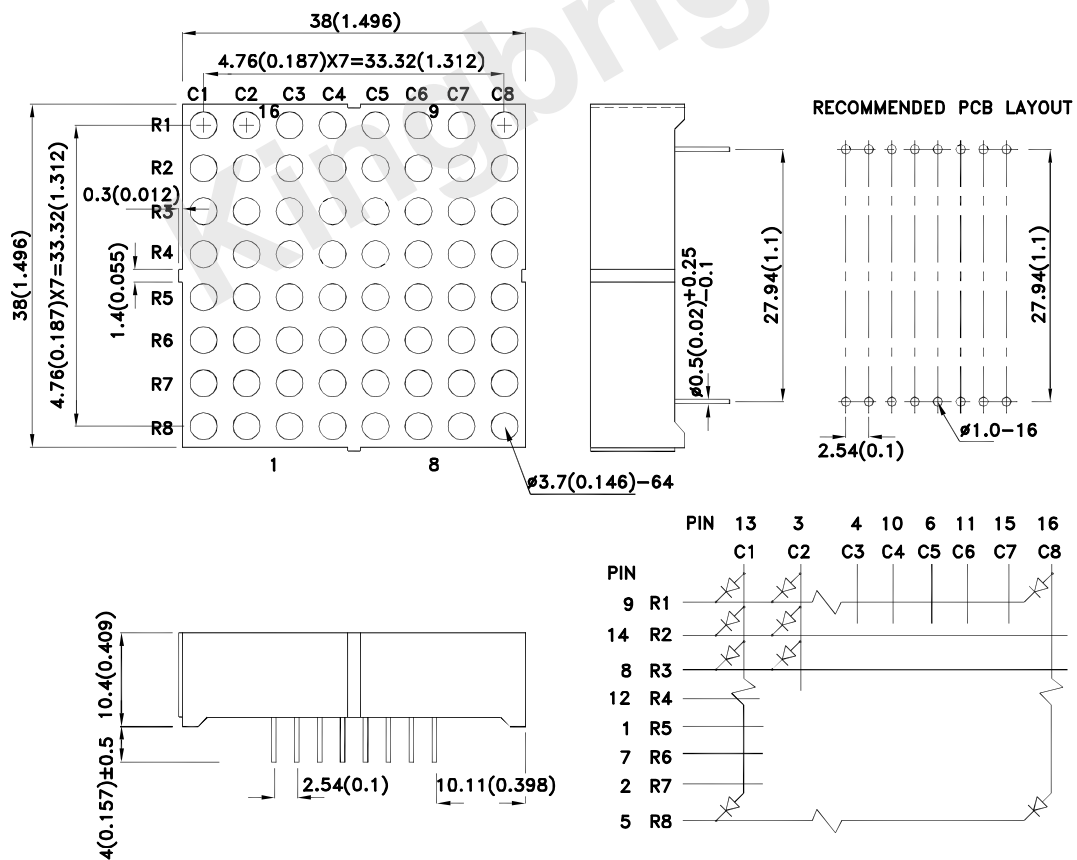 38(1.496)
4.76(0.187)X7=33.32(1.312)
C1 C2 C3 C4 C5 C6 C7 C8
16 9
R1
R2
R3
R4
R5
R6
R7
R8
0.3(0.012)
1.4(0.055)
38(1.496)
4.76(0.187)X7=33.32(1.312)
1 8
ø3.7(0.146)-64
27.94(1.1)
ø0.5(0.02)+0.25
-0.1
RECOMMENDED PCB LAYOUT
27.94(1.1)
ø1.0-16
2.54(0.1)
10.4(0.409)
4(0.157)±0.5
2.54(0.1)
10.11(0.398)
PIN 13 3 4 10 6 11 15 16
C1 C2 C3 C4 C5 C6 C7 C8
PIN
9 R1
14 R2
8 R3
12 R4
1 R5
7 R6
2 R7
5 R8